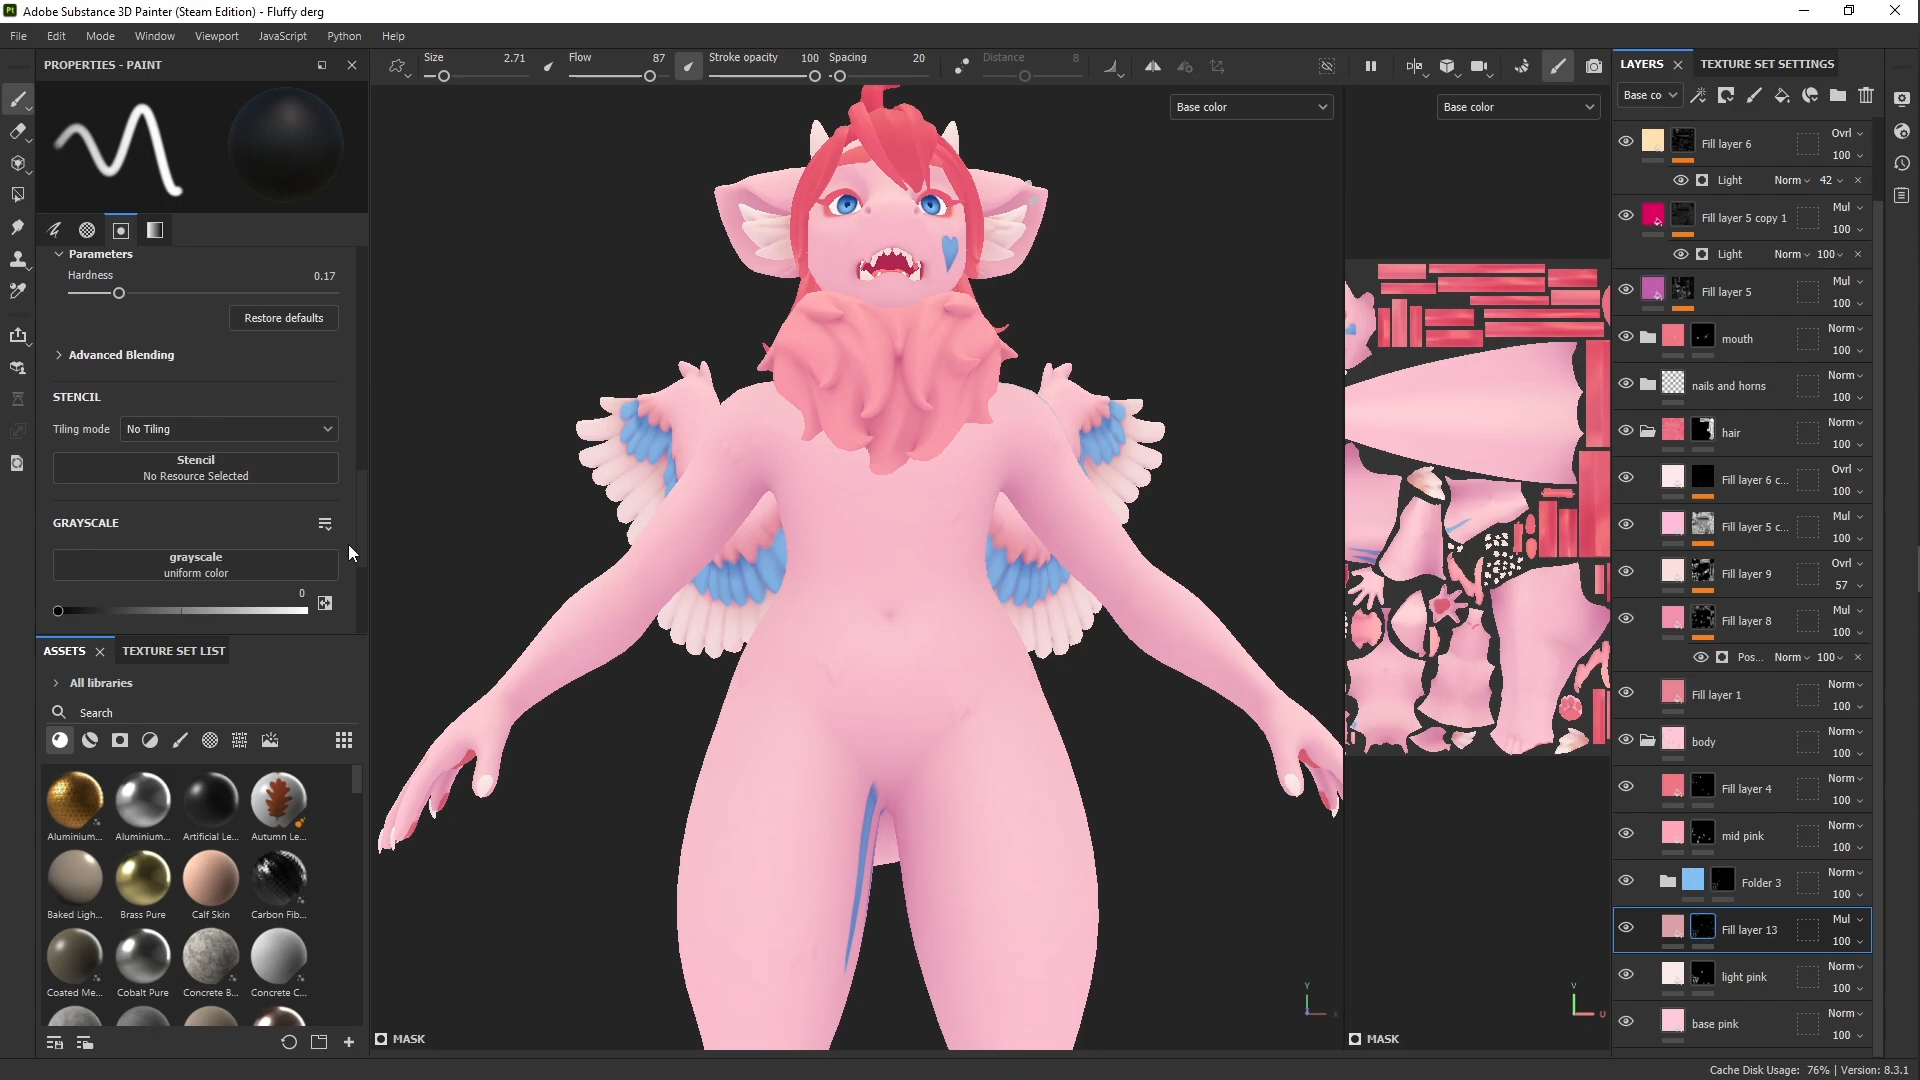 Adobe Substance 3D Painter (Steam Edition) - Fluffy derg
File Edit Mode Window Viewport JavaScript Python Help
PROPERTIES - PAINT
Size 2.71 Flow 87 Stroke opacity 100 Spacing 20 Distance 8
LAYERS TEXTURE SET SETTINGS
Base co
Base color
Base color
Parameters
Hardness 0.17
Restore defaults
Advanced Blending
STENCIL
Tiling mode No Tiling
Stencil
No Resource Selected
GRAYSCALE
grayscale
uniform color
0
ASSETS TEXTURE SET LIST
All libraries
Search
Aluminium... Aluminium... Artificial Le... Autumn Le...
Baked Ligh... Brass Pure Calf Skin Carbon Fib...
Coated Me... Cobalt Pure Concrete B... Concrete C...
MASK
MASK
Y
V
U
Fill layer 6 Ovrl 100
Light Norm 42
Fill layer 5 copy 1 Mul 100
Light Norm 100
Fill layer 5 Mul 100
mouth Norm 100
nails and horns Norm 100
hair Norm 100
Fill layer 6 c... Ovrl 100
Fill layer 5 c... Mul 100
Fill layer 9 Ovrl 57
Fill layer 8 Mul 100
Pos... Norm 100
Fill layer 1 Norm 100
body Norm 100
Fill layer 4 Norm 100
mid pink Norm 100
Folder 3 Norm 100
Fill layer 13 Mul 100
light pink Norm 100
base pink Norm 100
Cache Disk Usage: 76% | Version: 8.3.1